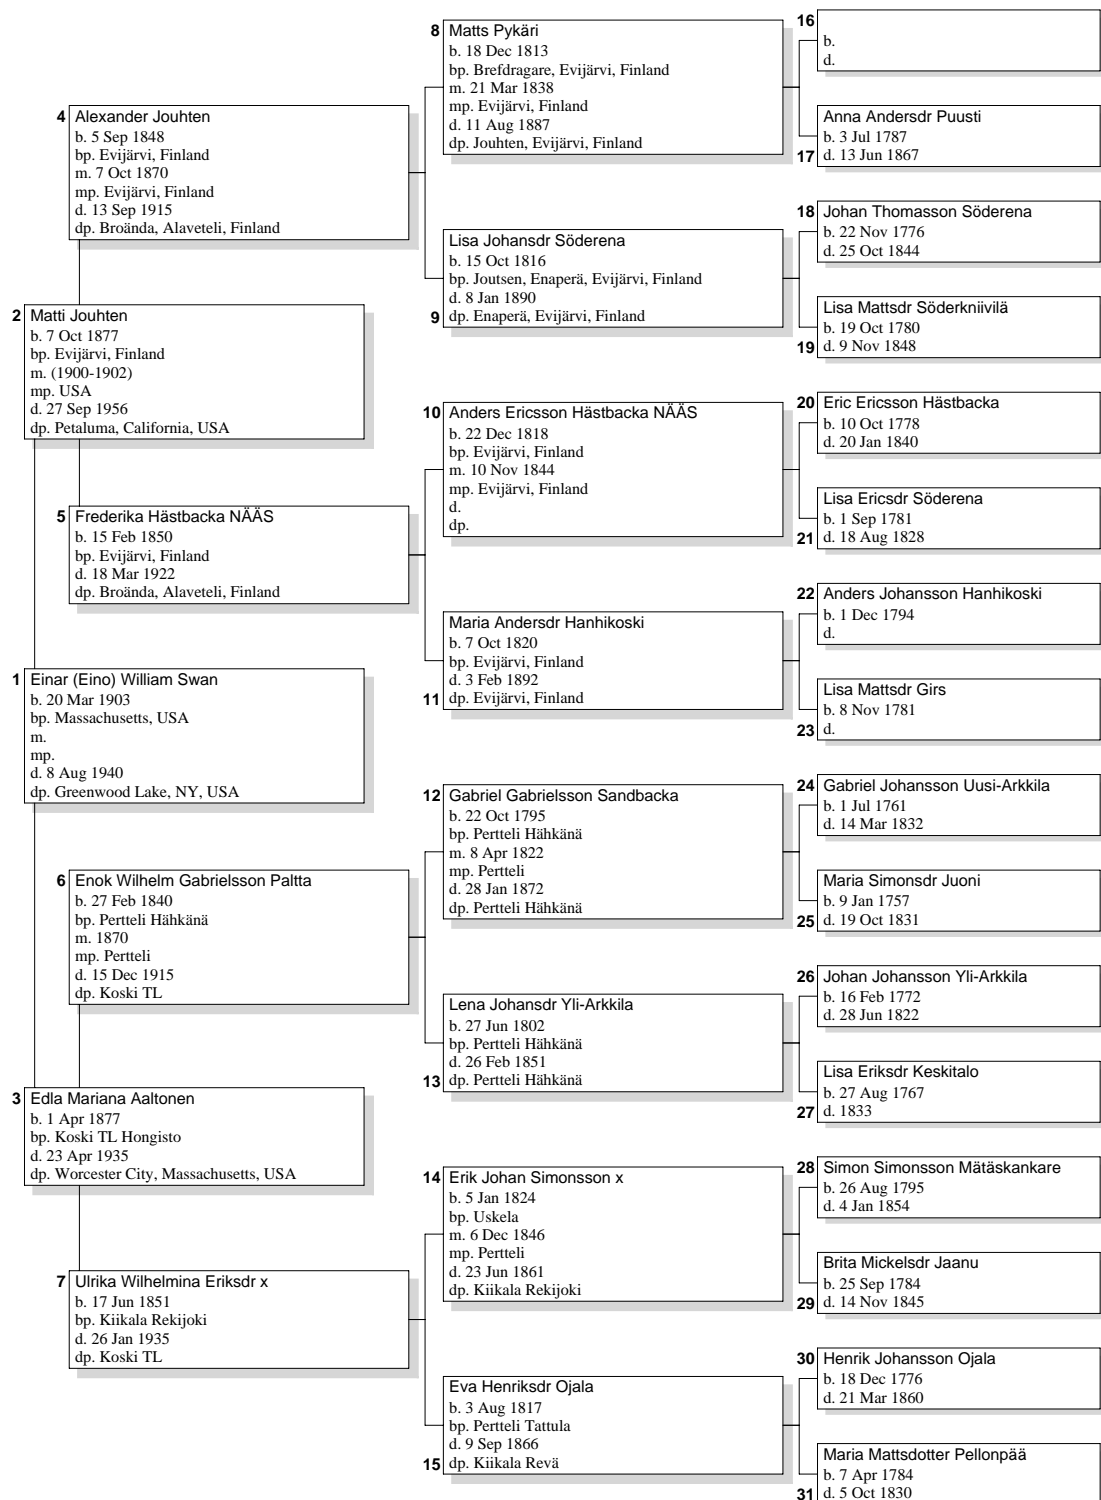 1 Einar (Eino) William Swan
b. 20 Mar 1903
bp. Massachusetts, USA
m.
mp.
d. 8 Aug 1940
dp. Greenwood Lake, NY, USA
2 Matti Jouhten
b. 7 Oct 1877
bp. Evijärvi, Finland
m. (1900-1902)
mp. USA
d. 27 Sep 1956
dp. Petaluma, California, USA
3 Edla Mariana Aaltonen
b. 1 Apr 1877
bp. Koski TL Hongisto
d. 23 Apr 1935
dp. Worcester City, Massachusetts, USA
4 Alexander Jouhten
b. 5 Sep 1848
bp. Evijärvi, Finland
m. 7 Oct 1870
mp. Evijärvi, Finland
d. 13 Sep 1915
dp. Broända, Alaveteli, Finland
5 Frederika Hästbacka NÄÄS
b. 15 Feb 1850
bp. Evijärvi, Finland
d. 18 Mar 1922
dp. Broända, Alaveteli, Finland
6 Enok Wilhelm Gabrielsson Paltta
b. 27 Feb 1840
bp. Pertteli Hähkänä
m. 1870
mp. Pertteli
d. 15 Dec 1915
dp. Koski TL
7 Ulrika Wilhelmina Eriksdr x
b. 17 Jun 1851
bp. Kiikala Rekijoki
d. 26 Jan 1935
dp. Koski TL
8 Matts Pykäri
b. 18 Dec 1813
bp. Brefdragare, Evijärvi, Finland
m. 21 Mar 1838
mp. Evijärvi, Finland
d. 11 Aug 1887
dp. Jouhten, Evijärvi, Finland
Lisa Johansdr Söderena
b. 15 Oct 1816
bp. Joutsen, Enaperä, Evijärvi, Finland
d. 8 Jan 1890
9 dp. Enaperä, Evijärvi, Finland
10 Anders Ericsson Hästbacka NÄÄS
b. 22 Dec 1818
bp. Evijärvi, Finland
m. 10 Nov 1844
mp. Evijärvi, Finland
d.
dp.
Maria Andersdr Hanhikoski
b. 7 Oct 1820
bp. Evijärvi, Finland
d. 3 Feb 1892
11 dp. Evijärvi, Finland
12 Gabriel Gabrielsson Sandbacka
b. 22 Oct 1795
bp. Pertteli Hähkänä
m. 8 Apr 1822
mp. Pertteli
d. 28 Jan 1872
dp. Pertteli Hähkänä
Lena Johansdr Yli-Arkkila
b. 27 Jun 1802
bp. Pertteli Hähkänä
d. 26 Feb 1851
13 dp. Pertteli Hähkänä
14 Erik Johan Simonsson x
b. 5 Jan 1824
bp. Uskela
m. 6 Dec 1846
mp. Pertteli
d. 23 Jun 1861
dp. Kiikala Rekijoki
Eva Henriksdr Ojala
b. 3 Aug 1817
bp. Pertteli Tattula
d. 9 Sep 1866
15 dp. Kiikala Revä
16
b.
d.
Anna Andersdr Puusti
b. 3 Jul 1787
17 d. 13 Jun 1867
18 Johan Thomasson Söderena
b. 22 Nov 1776
d. 25 Oct 1844
Lisa Mattsdr Söderkniivilä
b. 19 Oct 1780
19 d. 9 Nov 1848
20 Eric Ericsson Hästbacka
b. 10 Oct 1778
d. 20 Jan 1840
Lisa Ericsdr Söderena
b. 1 Sep 1781
21 d. 18 Aug 1828
22 Anders Johansson Hanhikoski
b. 1 Dec 1794
d.
Lisa Mattsdr Girs
b. 8 Nov 1781
23 d.
24 Gabriel Johansson Uusi-Arkkila
b. 1 Jul 1761
d. 14 Mar 1832
Maria Simonsdr Juoni
b. 9 Jan 1757
25 d. 19 Oct 1831
26 Johan Johansson Yli-Arkkila
b. 16 Feb 1772
d. 28 Jun 1822
Lisa Eriksdr Keskitalo
b. 27 Aug 1767
27 d. 1833
28 Simon Simonsson Mätäskankare
b. 26 Aug 1795
d. 4 Jan 1854
Brita Mickelsdr Jaanu
b. 25 Sep 1784
29 d. 14 Nov 1845
30 Henrik Johansson Ojala
b. 18 Dec 1776
d. 21 Mar 1860
Maria Mattsdotter Pellonpää
b. 7 Apr 1784
31 d. 5 Oct 1830